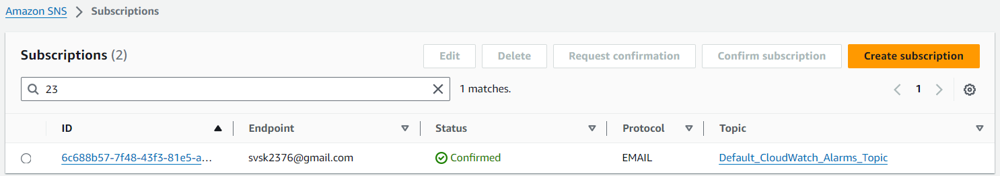 Amazon SNS > Subscriptions
Subscriptions (2) Edit Delete Request confirmation Confirm subscription Create subscription
23 1 matches. 1
ID Endpoint Status Protocol Topic
6c688b57-7f48-43f3-81e5-a... svsk2376@gmail.com Confirmed EMAIL Default_CloudWatch_Alarms_Topic